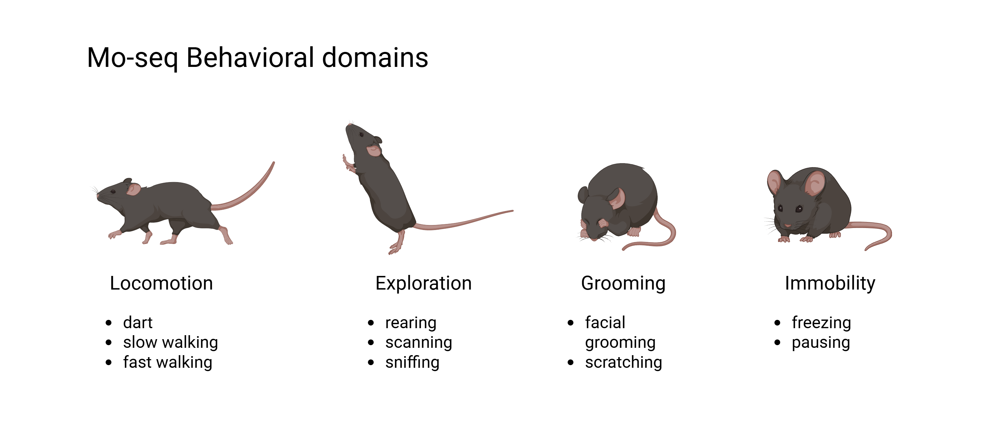 Mo-seq Behavioral domains
Locomotion
• dart
• slow walking
• fast walking
Exploration
• rearing
• scanning
• sniffing
Grooming
• facial
grooming
• scratching
Immobility
• freezing
• pausing